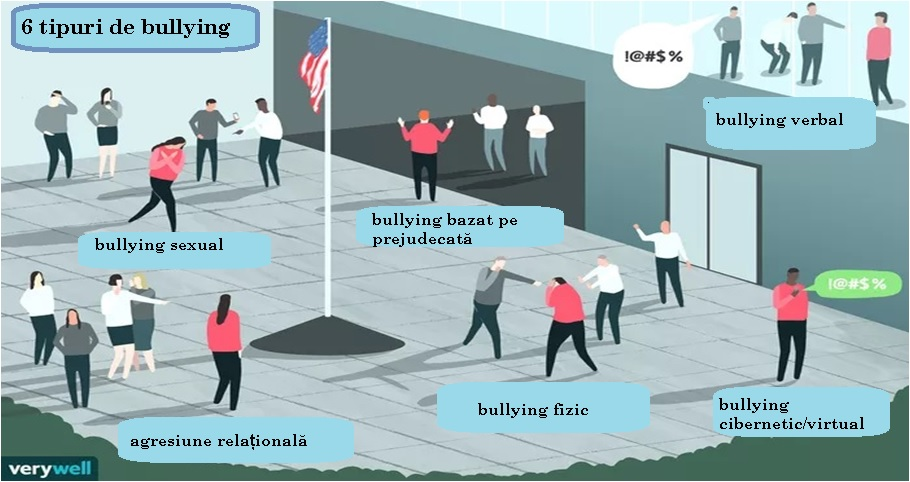 6 tipuri de bullying
!@#$%
bullying verbal
bullying bazat pe
prejudecată
bullying sexual
!@#$%
bullying fizic
bullying
cibernetic/virtual
agresiune relațională
verywell